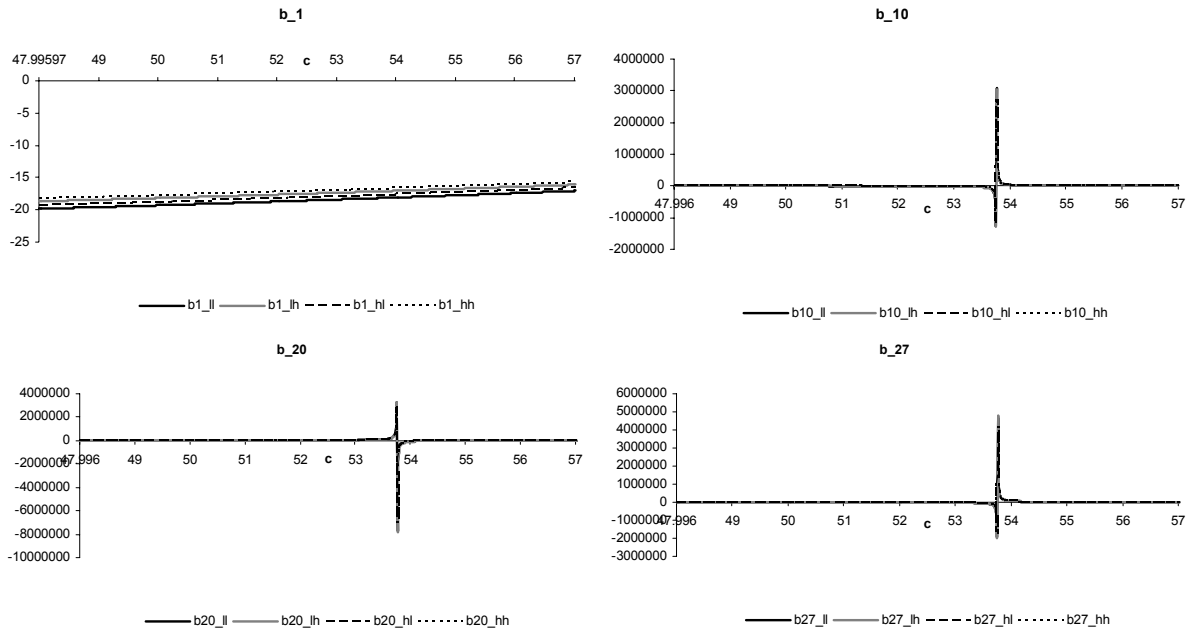 b_1
47.99597 49 50 51 52 c 53 54 55 56 57
0
-5
-10
-15
-20
-25
b1_ll b1_lh b1_hl b1_hh
b_10
4000000
3000000
2000000
1000000
0
47.996 49 50 51 52 c 53 54 55 56 57
-1000000
-2000000
b10_ll b10_lh b10_hl b10_hh
b_20
4000000
2000000
0
47.996 49 50 51 52 c 53 54 55 56 57
-2000000
-4000000
-6000000
-8000000
-10000000
b20_ll b20_lh b20_hl b20_hh
b_27
6000000
5000000
4000000
3000000
2000000
1000000
0
47.996 49 50 51 52 c 53 54 55 56 57
-1000000
-2000000
-3000000
b27_ll b27_lh b27_hl b27_hh